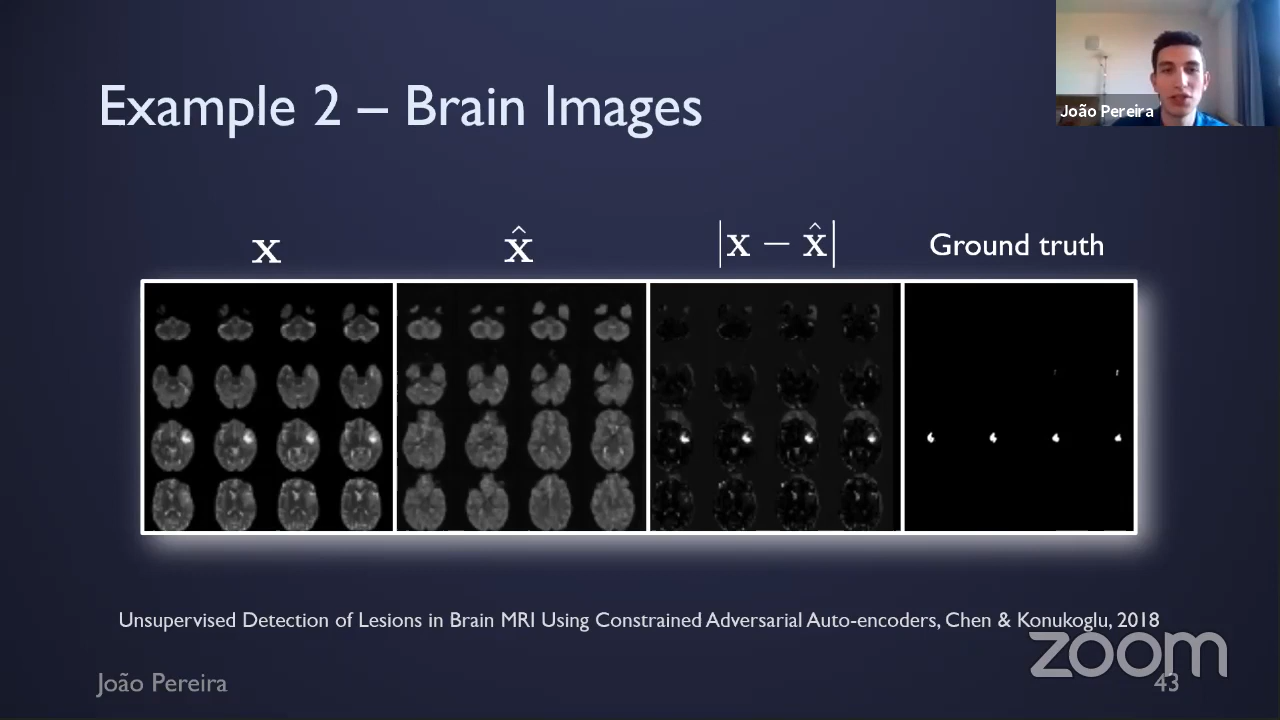 João Pereira
Example 2 – Brain Images
x
x̂
|x − x̂|
Ground truth
Unsupervised Detection of Lesions in Brain MRI Using Constrained Adversarial Auto-encoders, Chen & Konukoglu, 2018
zoom
João Pereira
43